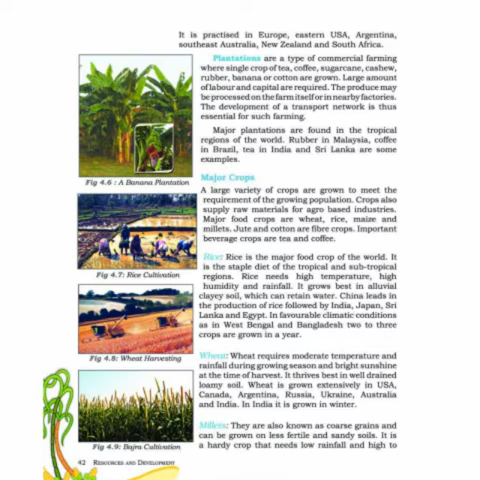 It is practised in Europe, eastern USA, Argentina,
southeast Australia, New Zealand and South Africa.
Plantations are a type of commercial farming
where single crop of tea, coffee, sugarcane, cashew,
rubber, banana or cotton are grown. Large amount
of labour and capital are required. The produce may
be processed on the farm itself or in nearby factories.
The development of a transport network is thus
essential for such farming.
Major plantations are found in the tropical
regions of the world. Rubber in Malaysia, coffee
in Brazil, tea in India and Sri Lanka are some
examples.
Fig 4.6 : A Banana Plantation
Major Crops
A large variety of crops are grown to meet the
requirement of the growing population. Crops also
supply raw materials for agro based industries.
Major food crops are wheat, rice, maize and
millets. Jute and cotton are fibre crops. Important
beverage crops are tea and coffee.
Fig 4.7: Rice Cultivation
Rice: Rice is the major food crop of the world. It
is the staple diet of the tropical and sub-tropical
regions. Rice needs high temperature, high
humidity and rainfall. It grows best in alluvial
clayey soil, which can retain water. China leads in
the production of rice followed by India, Japan, Sri
Lanka and Egypt. In favourable climatic conditions
as in West Bengal and Bangladesh two to three
crops are grown in a year.
Fig 4.8: Wheat Harvesting
Wheat: Wheat requires moderate temperature and
rainfall during growing season and bright sunshine
at the time of harvest. It thrives best in well drained
loamy soil. Wheat is grown extensively in USA,
Canada, Argentina, Russia, Ukraine, Australia
and India. In India it is grown in winter.
Millets: They are also known as coarse grains and
can be grown on less fertile and sandy soils. It is
a hardy crop that needs low rainfall and high to
Fig 4.9: Bajra Cultivation
42 Resources and Development